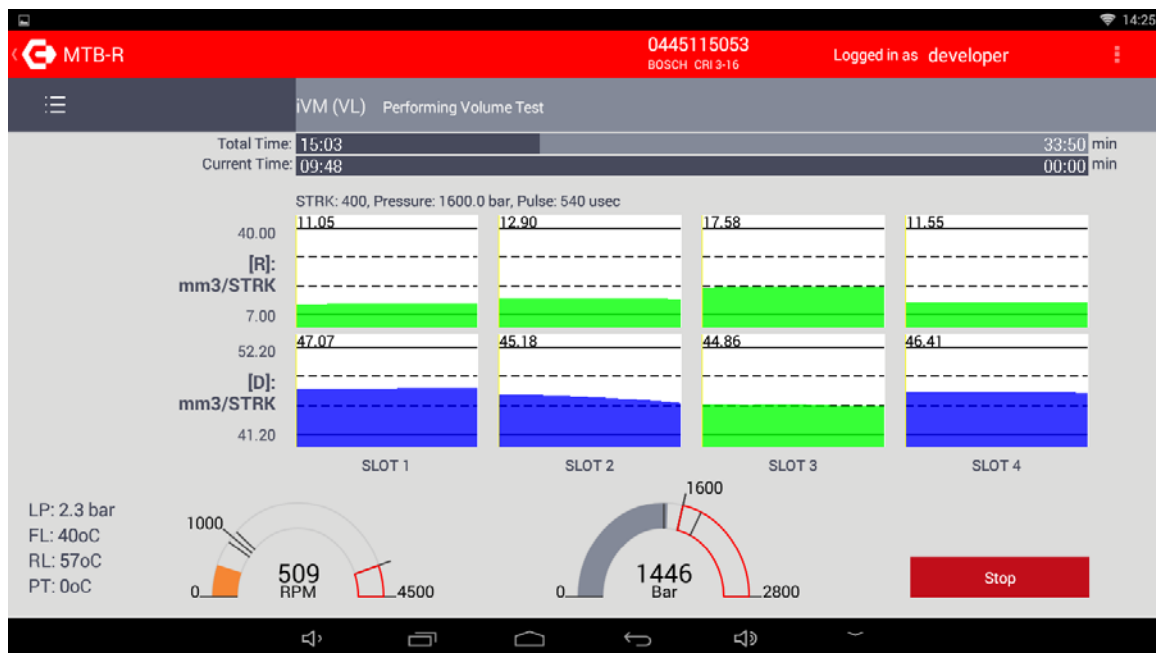 14:25
MTB-R
0445115053
BOSCH CRI 3-16
Logged in as developer
iVM (VL) Performing Volume Test
Total Time: 15:03 33:50 min
Current Time: 09:48 00:00 min
STRK: 400, Pressure: 1600.0 bar, Pulse: 540 usec
11.05 12.90 17.58 11.55
40.00
[R]:
mm3/STRK
7.00
47.07 45.18 44.86 46.41
52.20
[D]:
mm3/STRK
41.20
SLOT 1 SLOT 2 SLOT 3 SLOT 4
LP: 2.3 bar
FL: 40oC
RL: 57oC
PT: 0oC
1000
509
RPM
0
4500
1600
1446
Bar
0
2800
Stop